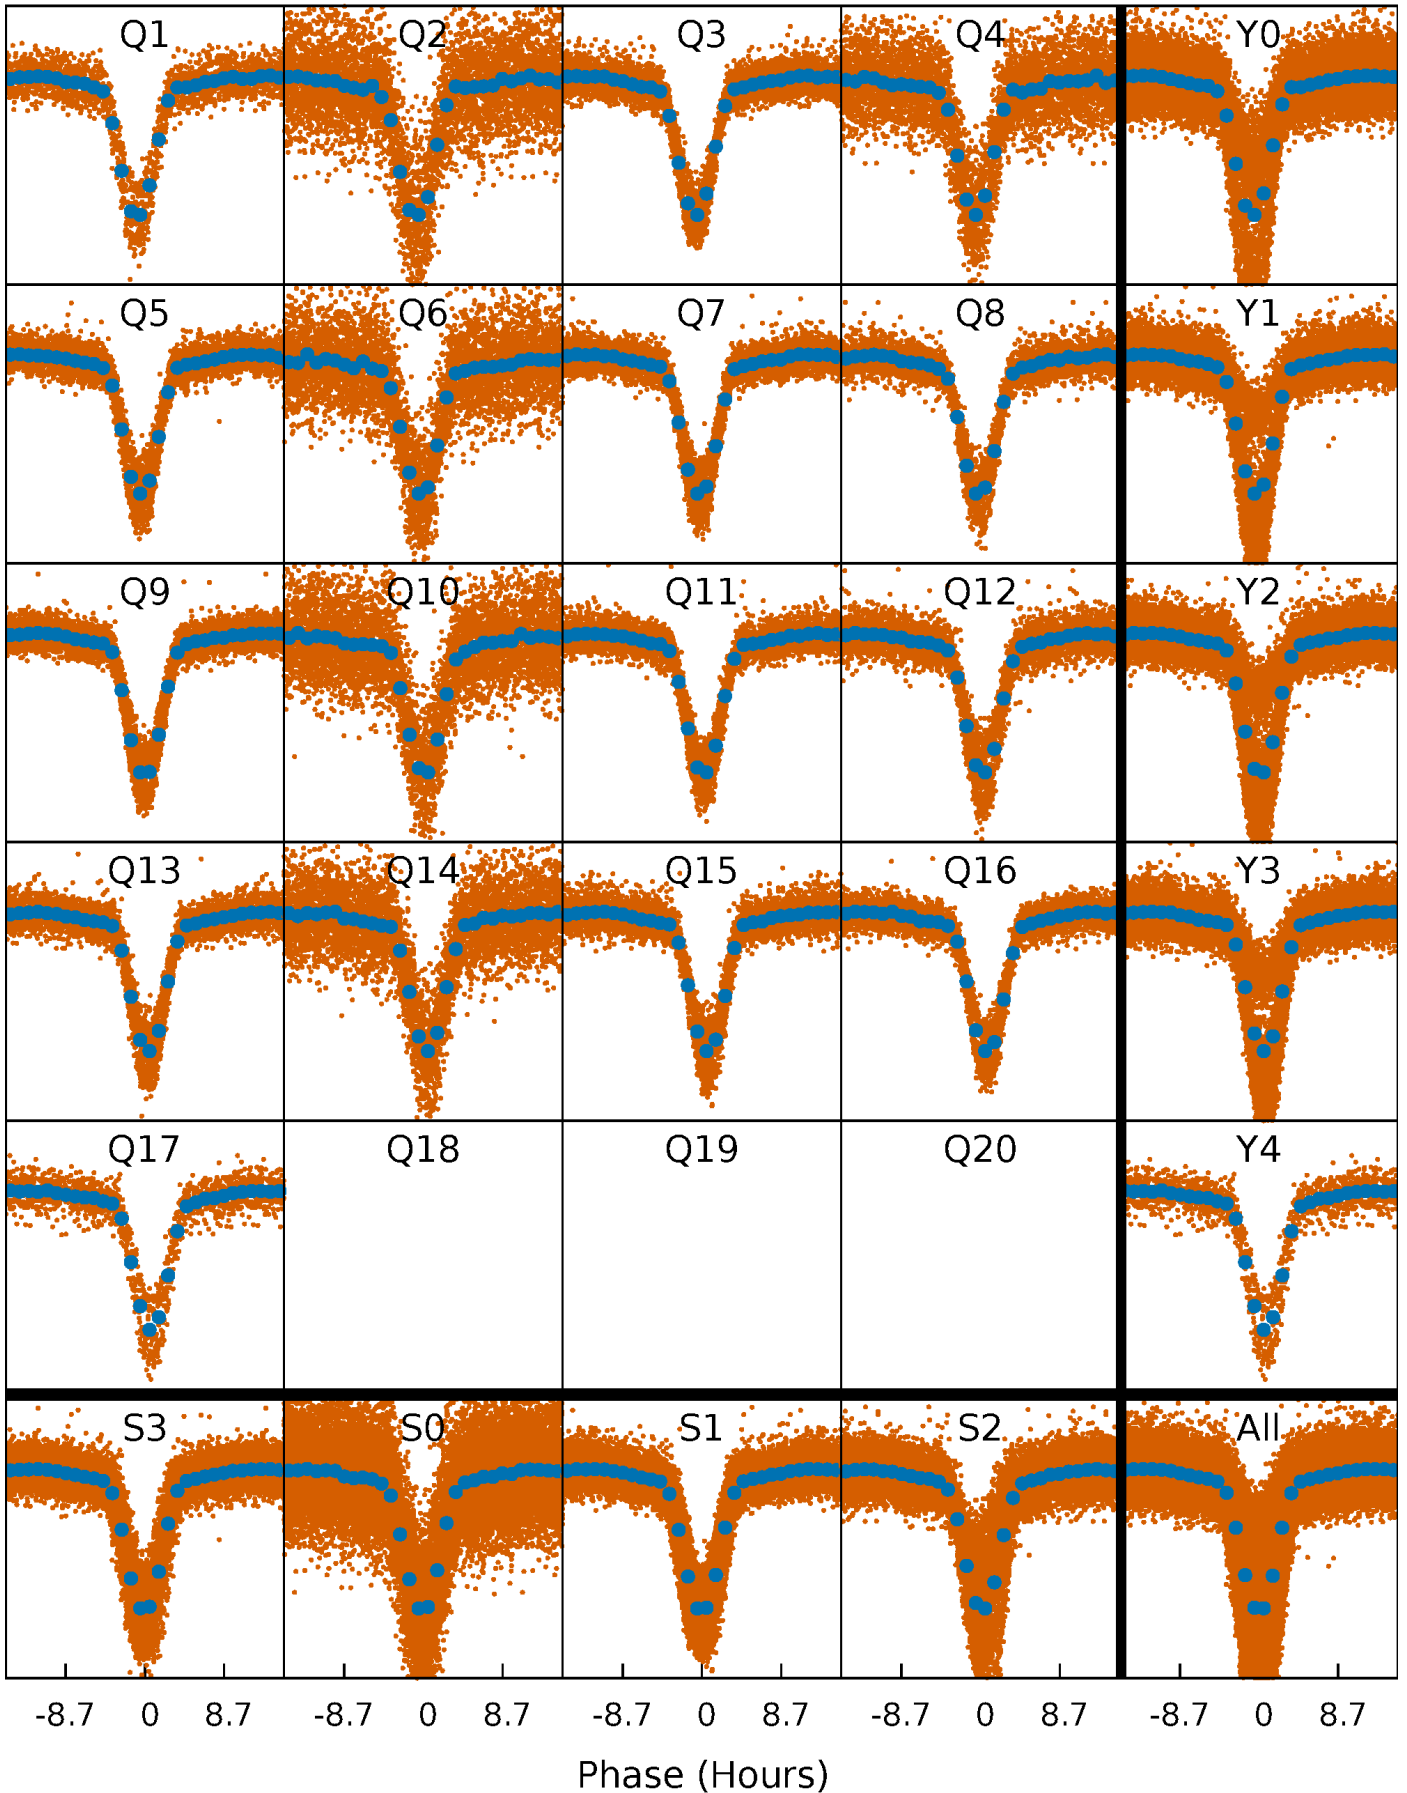 Q1 Q2 Q3 Q4 Y0
Q5 Q6 Q7 Q8 Y1
Q9 Q10 Q11 Q12 Y2
Q13 Q14 Q15 Q16 Y3
Q17 Q18 Q19 Q20 Y4
S3 S0 S1 S2 All
-8.7 0 8.7 -8.7 0 8.7 -8.7 0 8.7 -8.7 0 8.7 -8.7 0 8.7
Phase (Hours)